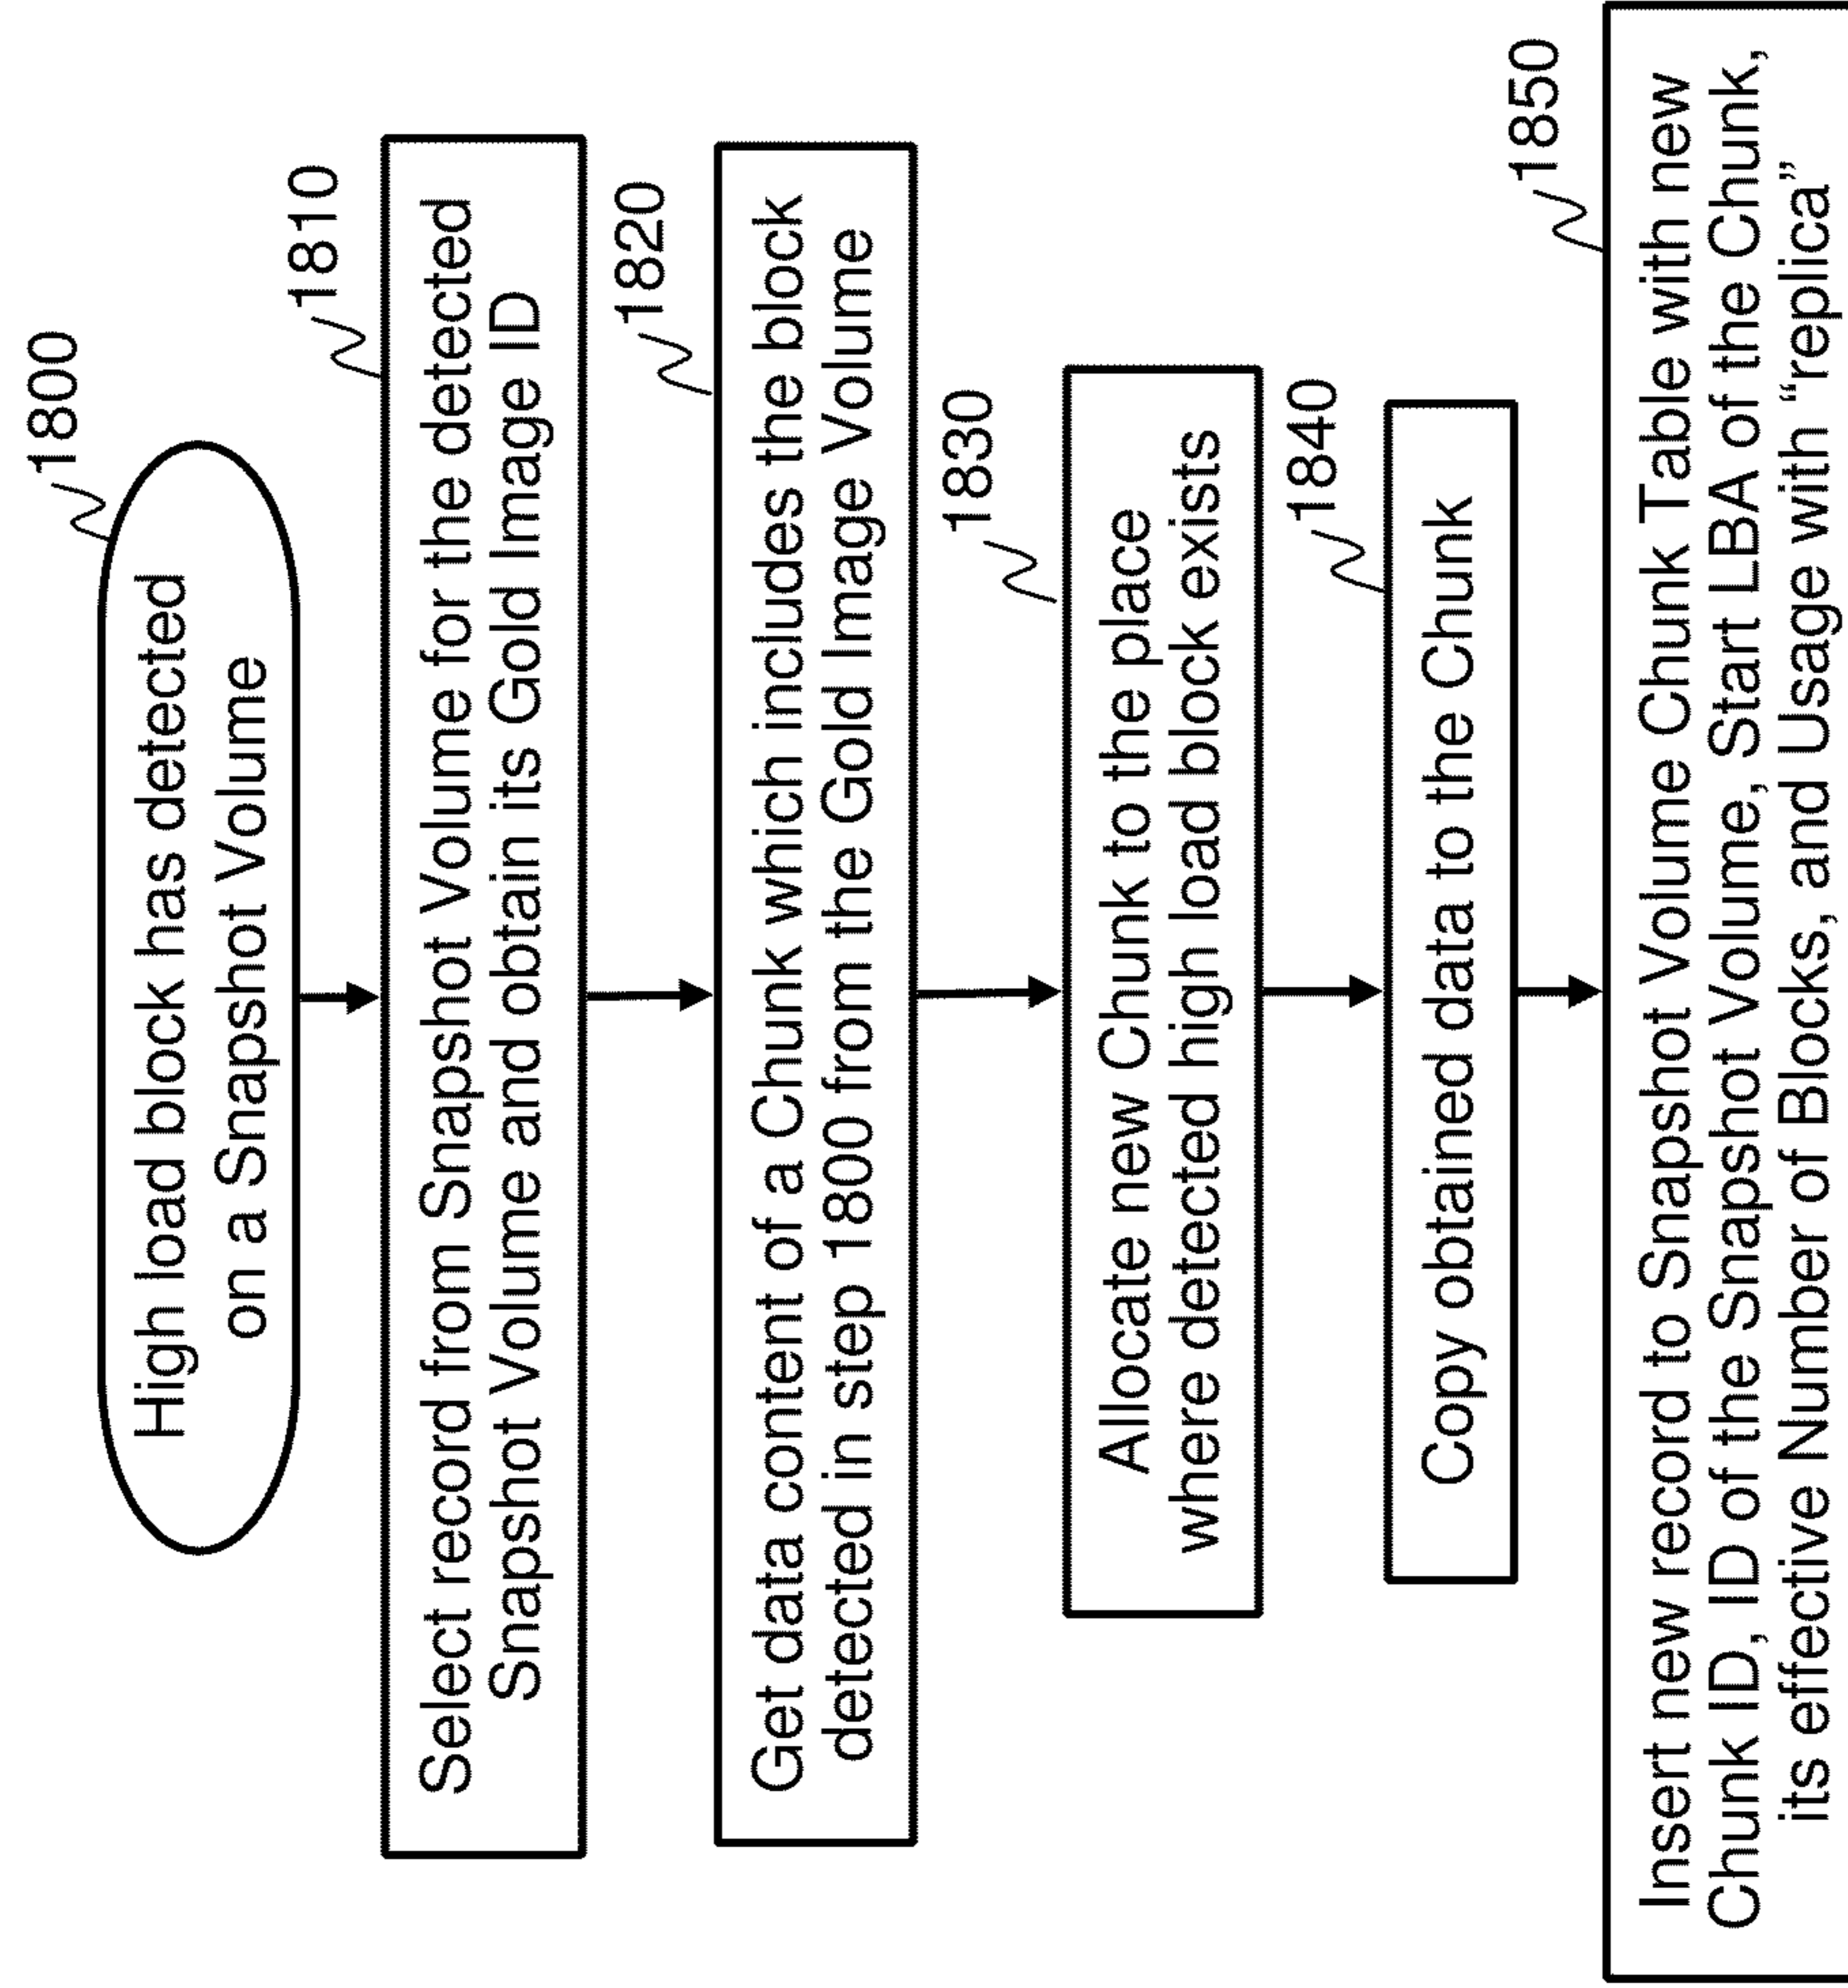 1800
High load block has detected
on a Snapshot Volume
1810
Select record from Snapshot Volume for the detected
Snapshot Volume and obtain its Gold Image ID
1820
Get data content of a Chunk which includes the block
detected in step 1800 from the Gold Image Volume
1830
Allocate new Chunk to the place
where detected high load block exists
1840
Copy obtained data to the Chunk
1850
Insert new record to Snapshot Volume Chunk Table with new
Chunk ID, ID of the Snapshot Volume, Start LBA of the Chunk,
its effective Number of Blocks, and Usage with “replica”